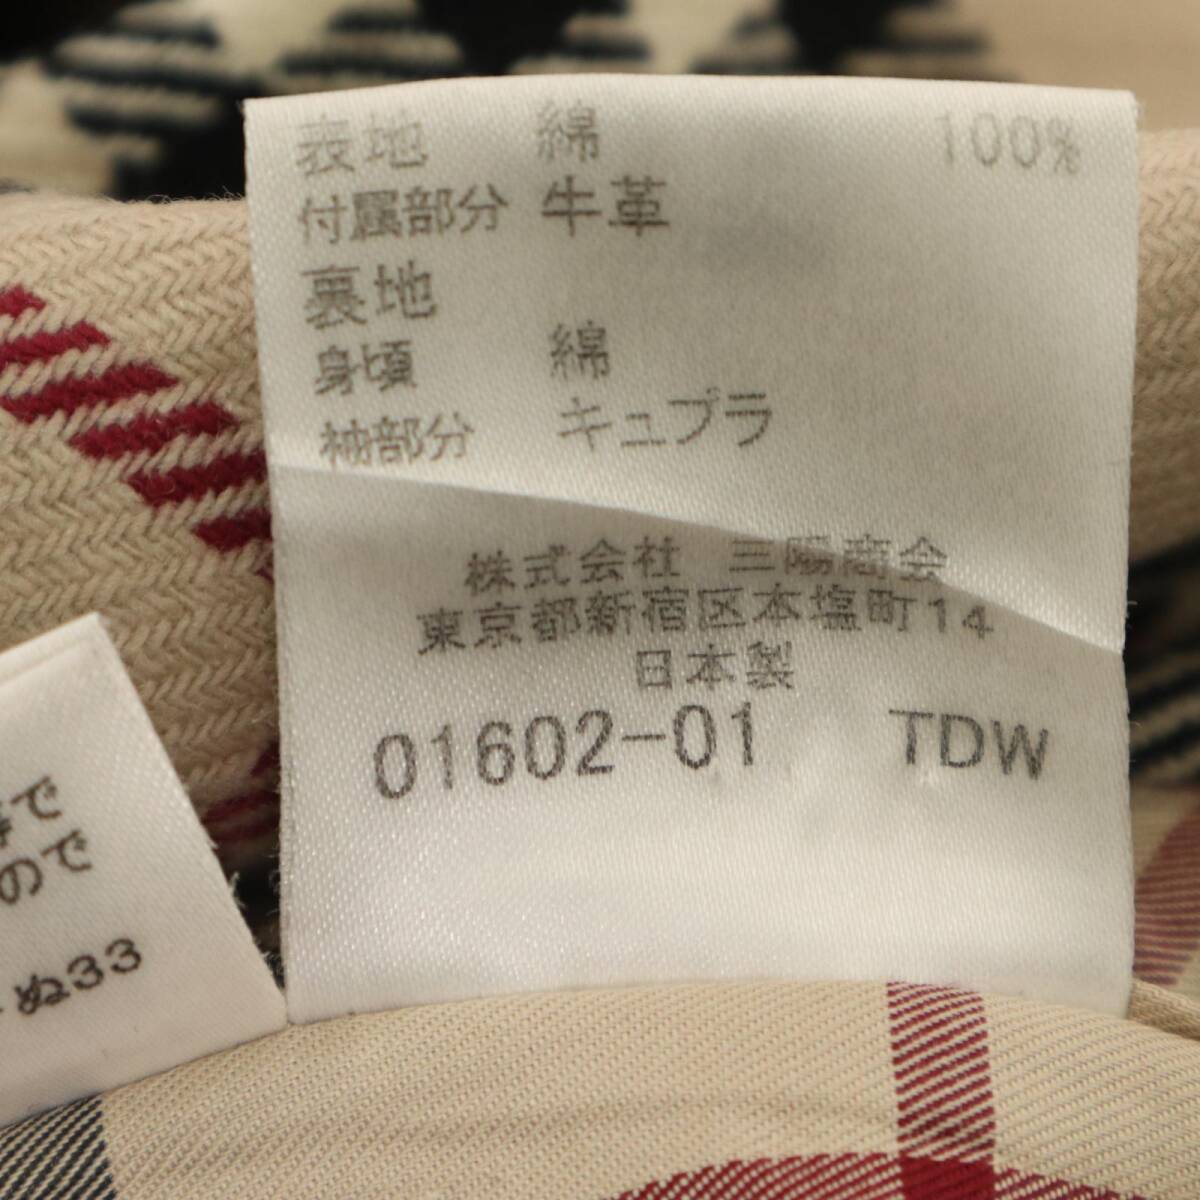 表地 綿 100%
付属部分 牛革
裏地
身頃 綿
袖部分 キュプラ
株式会社 三陽商会
東京都新宿区本塩町14
日本製
01602-01 TDW
で
ので
ぬ33